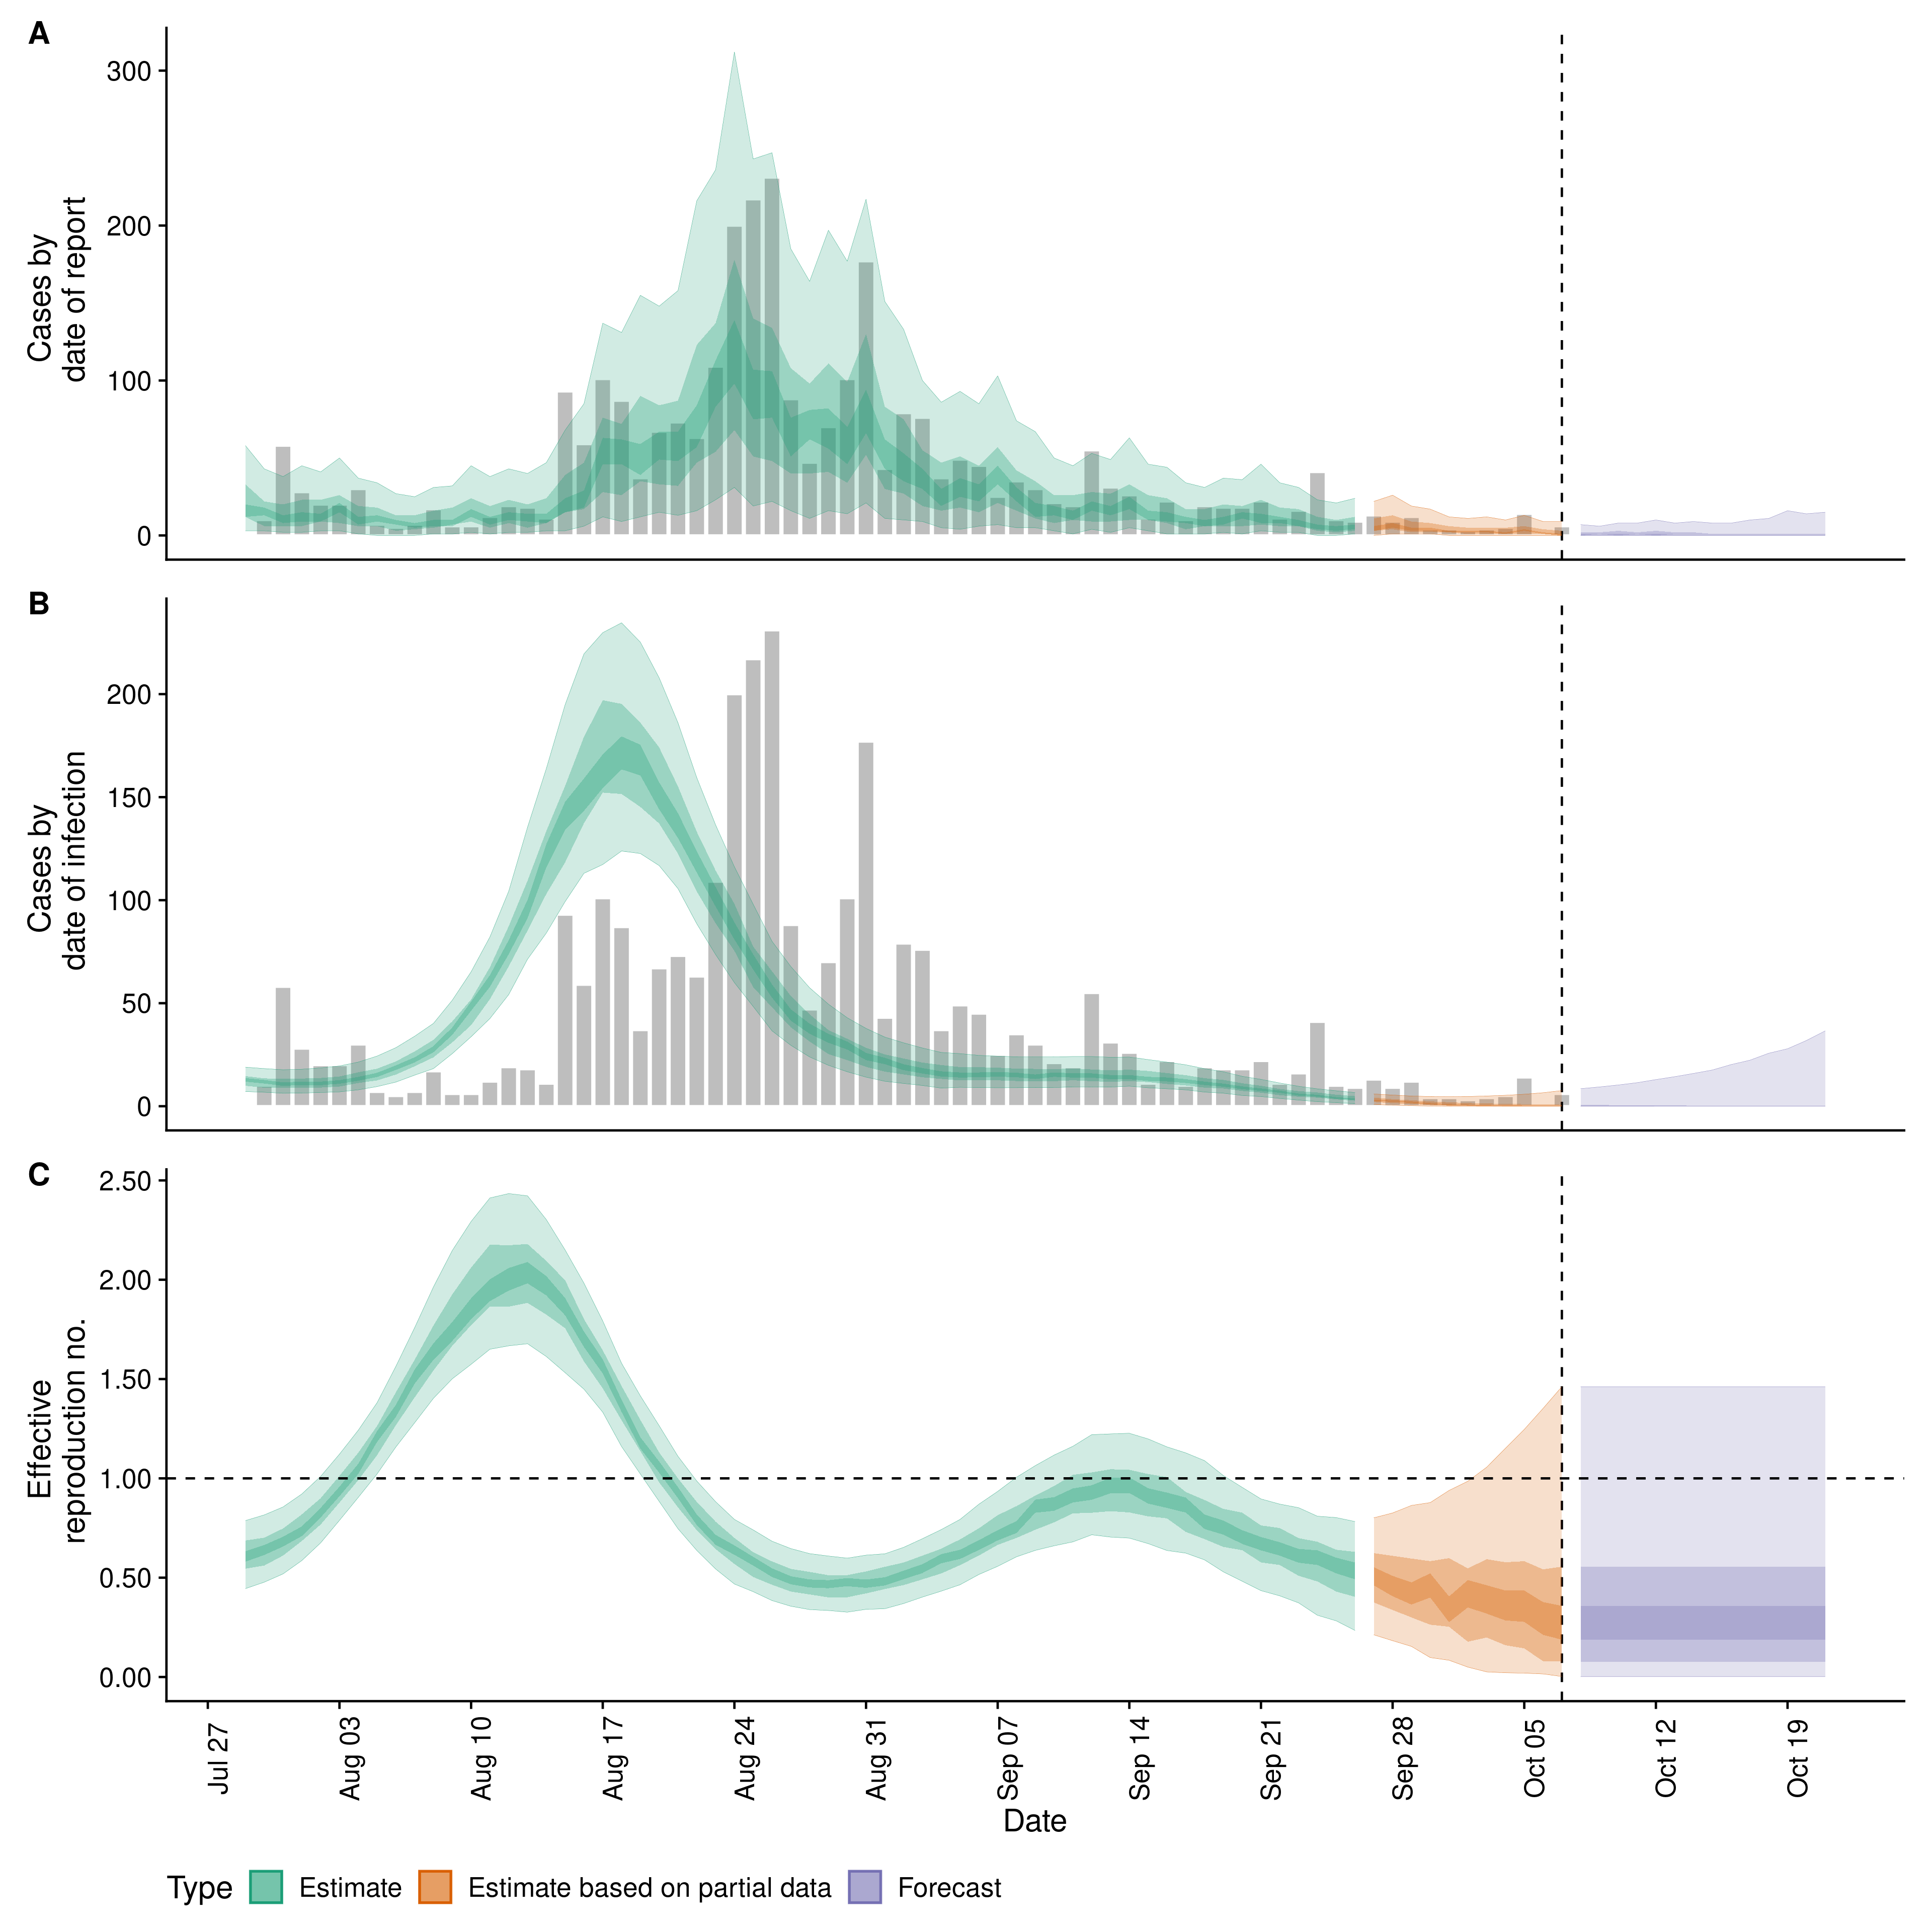 A
300
200
100
0
Cases by
date of report
B
200
150
100
50
0
Cases by
date of infection
C
2.50
2.00
1.50
1.00
0.50
0.00
Effective
reproduction no.
Jul 27
Aug 03
Aug 10
Aug 17
Aug 24
Aug 31
Sep 07
Sep 14
Sep 21
Sep 28
Oct 05
Oct 12
Oct 19
Date
Type Estimate Estimate based on partial data Forecast